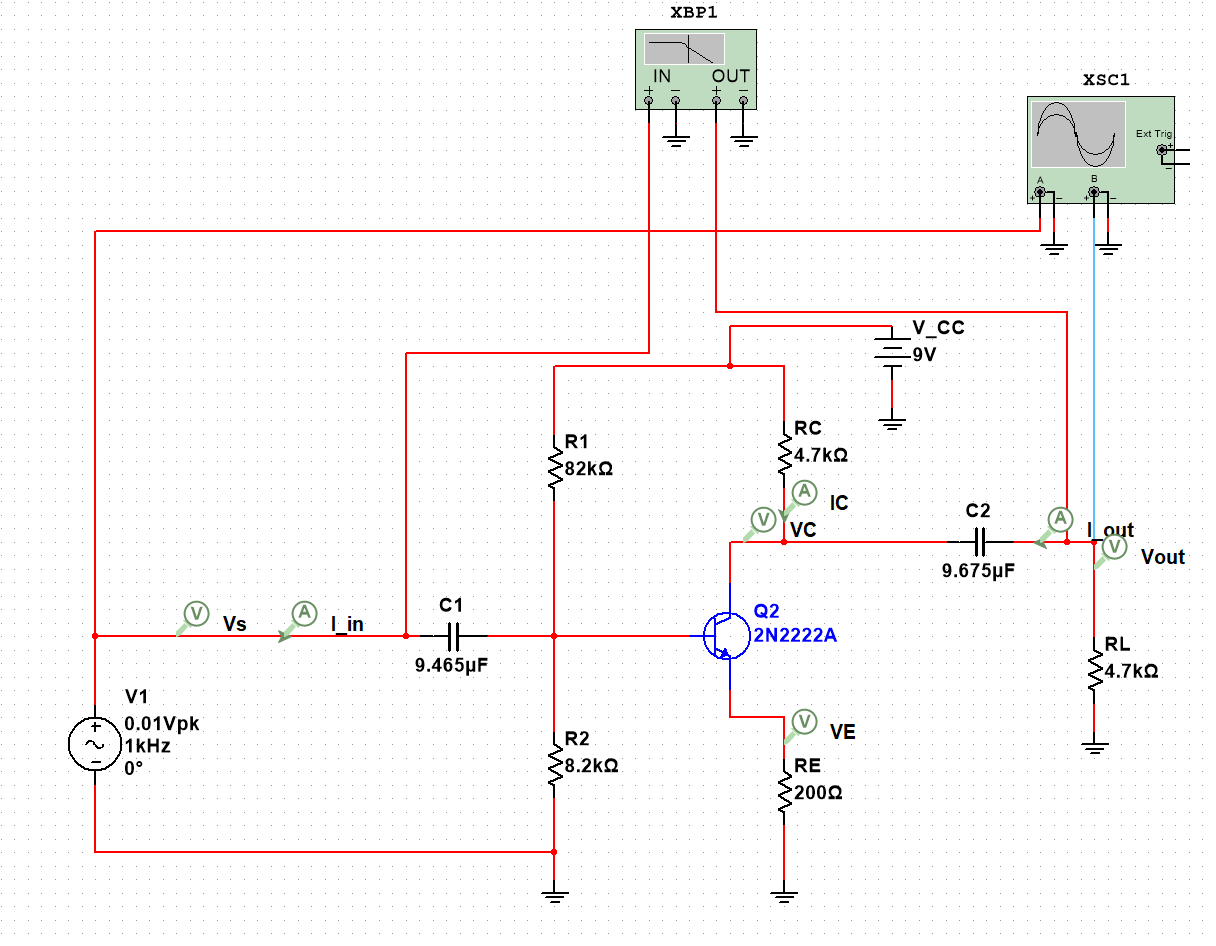 XBP1
IN OUT
+ − + −
XSC1
Ext Trig
+
−
A B
+ − + −
V_CC
9V
R1
82kΩ
RC
4.7kΩ
A
IC
V
VC
C2
9.675µF
A
I_out
V
Vout
V
Vs
A
I_in
C1
9.465µF
Q2
2N2222A
RL
4.7kΩ
V1
0.01Vpk
1kHz
0°
R2
8.2kΩ
V
VE
RE
200Ω